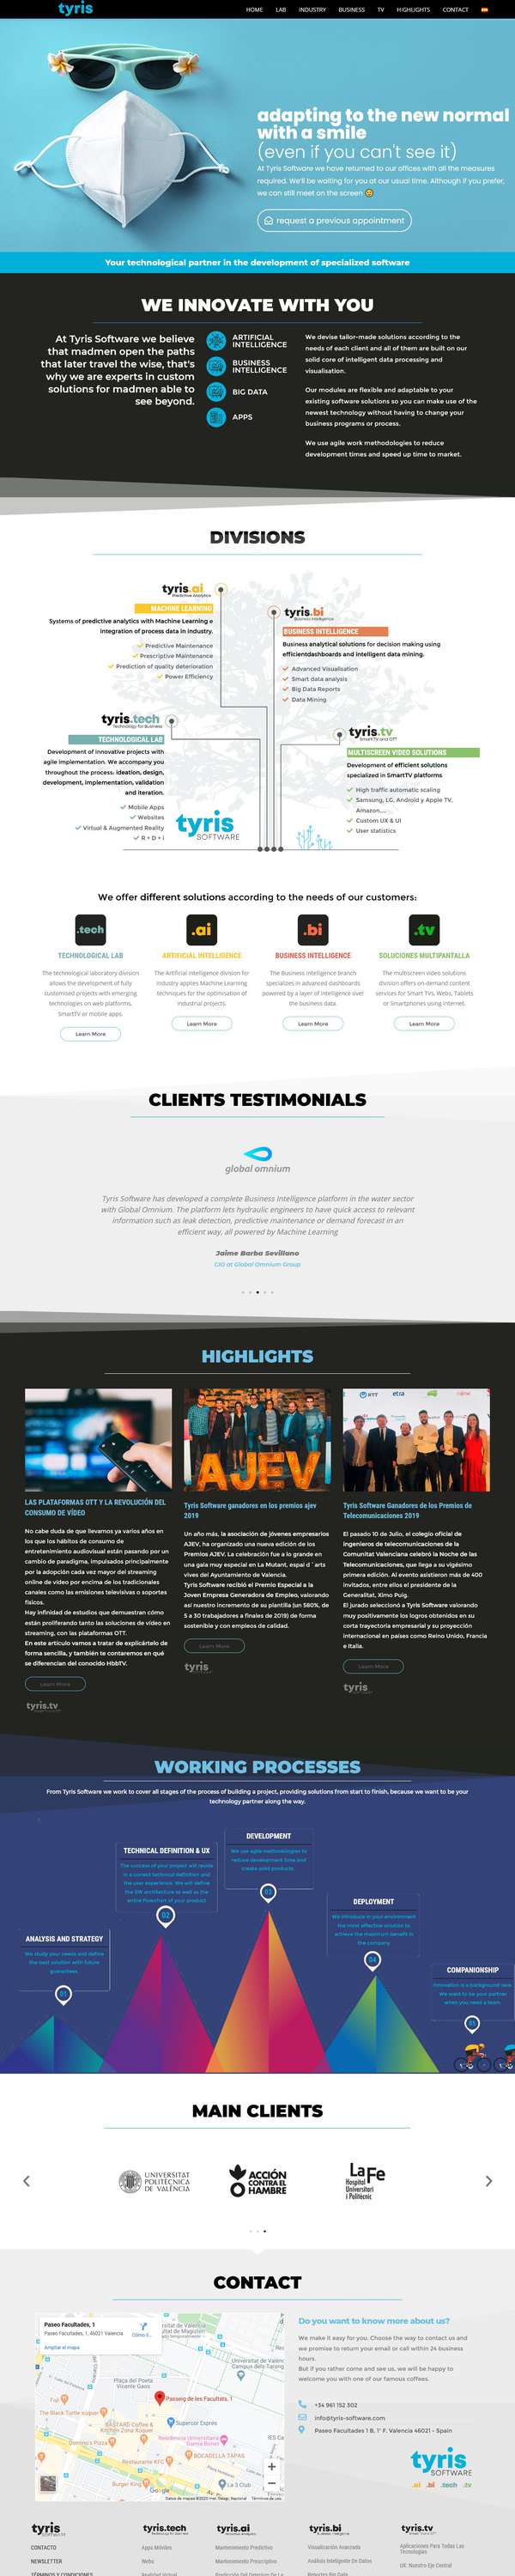 tyris
HOME LAB INDUSTRY BUSINESS TV HIGHLIGHTS CONTACT
adapting to the new normal
with a smile
(even if you can't see it)
At Tyris Software we have returned to our offices with all the measures
required. We'll be waiting for you at our usual time. Although if you prefer,
we can still meet on the screen
request a previous appointment
Your technological partner in the development of specialized software
WE INNOVATE WITH YOU
At Tyris Software we believe
that madmen open the paths
that later travel the wise, that's
why we are experts in custom
solutions for madmen able to
see beyond.
ARTIFICIAL
INTELLIGENCE
BUSINESS
INTELLIGENCE
BIG DATA
APPS
We devise tailor-made solutions according to the
needs of each client and all of them are built on our
solid core of intelligent data processing and
visualisation.
Our modules are flexible and adaptable to your
existing software solutions so you can make use of the
newest technology without having to change your
business programs or process.
We use agile work methodologies to reduce
development times and speed up time to market.
DIVISIONS
tyris.ai
Predictive Analytics
MACHINE LEARNING
Systems of predictive analytics with Machine Learning e
integration of process data in industry.
Predictive Maintenance
Prescriptive Maintenance
Prediction of quality deterioration
Power Efficiency
tyris.bi
Business Intelligence
BUSINESS INTELLIGENCE
Business analytical solutions for decision making using
efficientdashboards and intelligent data mining.
Advanced Visualisation
Smart data analysis
Big Data Reports
Data Mining
tyris.tech
Technology for Business
TECHNOLOGICAL LAB
Development of innovative projects with
agile implementation. We accompany you
throughout the process: ideation, design,
development, implementation, validation
and iteration.
Mobile Apps
Websites
Virtual & Augmented Reality
R + D + i
tyris.tv
SmartTV and OTT
MULTISCREEN VIDEO SOLUTIONS
Development of efficient solutions
specialized in SmartTV platforms
High traffic automatic scaling
Samsung, LG, Android y Apple TV,
Amazon,...
Custom UX & UI
User statistics
tyris
SOFTWARE
We offer different solutions according to the needs of our customers:
.tech
TECHNOLOGICAL LAB
The technological laboratory division
allows the development of fully
customised projects with emerging
technologies on web platforms,
SmartTV or mobile apps.
Learn More
.ai
ARTIFICIAL INTELLIGENCE
The Artificial Intelligence division for
Industry applies Machine Learning
techniques for the optimisation of
industrial projects.
Learn More
.bi
BUSINESS INTELLIGENCE
The Business Intelligence branch
specializes in advanced dashboards
powered by a layer of intelligence over
the business data.
Learn More
.tv
SOLUCIONES MULTIPANTALLA
The multiscreen video solutions
division offers on-demand content
services for Smart TVs, Webs, Tablets
or Smartphones using internet.
Learn More
CLIENTS TESTIMONIALS
global omnium
Tyris Software has developed a complete Business Intelligence platform in the water sector
with Global Omnium. The platform lets hydraulic engineers to have quick access to relevant
information such as leak detection, predictive maintenance or demand forecast in an
efficient way, all powered by Machine Learning
Jaime Barba Sevillano
CIO at Global Omnium Group
HIGHLIGHTS
LAS PLATAFORMAS OTT Y LA REVOLUCIÓN DEL
CONSUMO DE VÍDEO
No cabe duda de que llevamos ya varios años en
los que los hábitos de consumo de
entretenimiento audiovisual están pasando por un
cambio de paradigma, impulsados principalmente
por la adopción cada vez mayor del streaming
online de vídeo por encima de los tradicionales
canales como las emisiones televisivas o soportes
físicos.
Hay infinidad de estudios que demuestran cómo
están proliferando tanto las soluciones de vídeo en
streaming, con las plataformas OTT.
En este artículo vamos a tratar de explicártelo de
forma sencilla, y también te contaremos en qué
se diferencian del conocido HbbTV.
Learn More
tyris.tv
AJEV
Tyris Software ganadores en los premios ajev
2019
Un año más, la asociación de jóvenes empresarios
AJEV, ha organizado una nueva edición de los
Premios AJEV. La celebración fue a lo grande en
una gala muy especial en La Mutant, espai d´arts
vives del Ayuntamiento de Valencia.
Tyris Software recibió el Premio Especial a la
Joven Empresa Generadora de Empleo, valorando
así nuestro incremento de su plantilla (un 580%, de
5 a 30 trabajadores a finales de 2019) de forma
sostenible y con empleos de calidad.
Learn More
tyris
KTT etra
Tyris Software Ganadores de los Premios de
Telecomunicaciones 2019
El pasado 10 de Julio, el colegio oficial de
ingenieros de telecomunicaciones de la
Comunitat Valenciana celebró la Noche de las
Telecomunicaciones, que llega a su vigésimo
primera edición. Al evento asistieron más de 400
invitados, entre ellos el presidente de la
Generalitat, Ximo Puig.
El jurado seleccionó a Tyris Software valorando
muy positivamente los logros obtenidos en su
corta trayectoria empresarial y su proyección
internacional en países como Reino Unido, Francia
e Italia.
Learn More
tyris
WORKING PROCESSES
From Tyris Software we work to cover all stages of the process of building a project, providing solutions from start to finish, because we want to be your
technology partner along the way.
DEVELOPMENT
We use agile methodologies to
reduce development time and
create solid products.
03
TECHNICAL DEFINITION & UX
The success of your project will reside
in a correct technical definition and
the user experience. We will define
the SW architecture as well as the
entire flowchart of your product.
02
DEPLOYMENT
We introduce in your environment
the most effective solution to
achieve the maximum benefit in
the company.
04
ANALYSIS AND STRATEGY
We study your needs and define
the best solution with future
guarantees.
01
COMPANIONSHIP
Innovation is a background race.
We want to be your partner
when you need a team.
05
MAIN CLIENTS
UNIVERSITAT
POLITÈCNICA
DE VALÈNCIA
ACCIÓN
CONTRA EL
HAMBRE
LaFe
Hospital
Universitari
i Politècnic
CONTACT
Paseo Facultades, 1
Paseo Facultades, 1, 46021 Valencia
Ampliar el mapa
Plaça del Poeta
Vicente Gaos
Passeig de les Facultats, 1
The Black Turtle xúquer
Supercor Exprés
BASTARD Coffee &
Kitchen Zona Xúquer
Domino's Pizza
BOCADELLA TAPAS
Restaurante KFC
Burger King
La 3 Club
Google
Do you want to know more about us?
We make it easy for you. Choose the way to contact us and
we promise to return your email or call within 24 business
hours.
But if you rather come and see us, we will be happy to
welcome you with one of our famous coffees.
+34 961 152 502
info@tyris-software.com
Paseo Facultades 1 B, 1º F. Valencia 46021 - Spain
tyris
SOFTWARE
.ai .bi .tech .tv
tyris
SOFTWARE
CONTACTO
NEWSLETTER
TÉRMINOS Y CONDICIONES
tyris.tech
Apps Móviles
Webs
Realidad Virtual
tyris.ai
Mantenimiento Predictivo
Mantenimiento Prescriptivo
Predicción Del Deterioro De La
tyris.bi
Visualización Avanzada
Análisis Inteligente De Datos
Reportes Big Data
tyris.tv
Aplicaciones Para Todas Las
Tecnologías
UX: Nuestro Eje Central